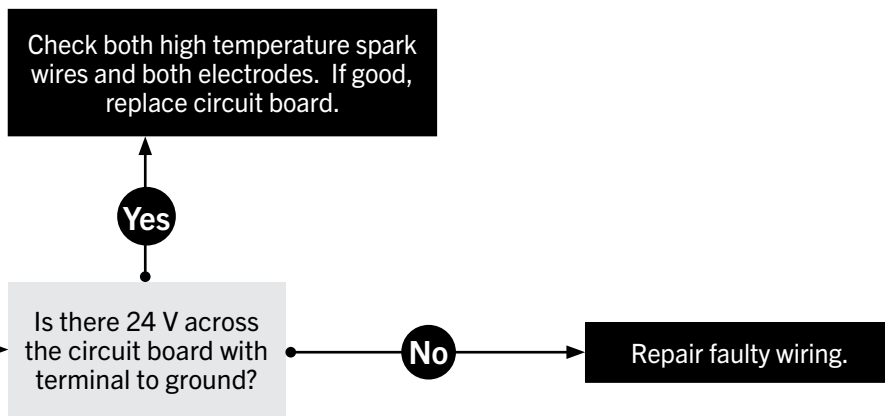 Check both high temperature spark
wires and both electrodes.  If good,
replace circuit board.
Yes
Is there 24 V across
the circuit board with
terminal to ground?
No
Repair faulty wiring.